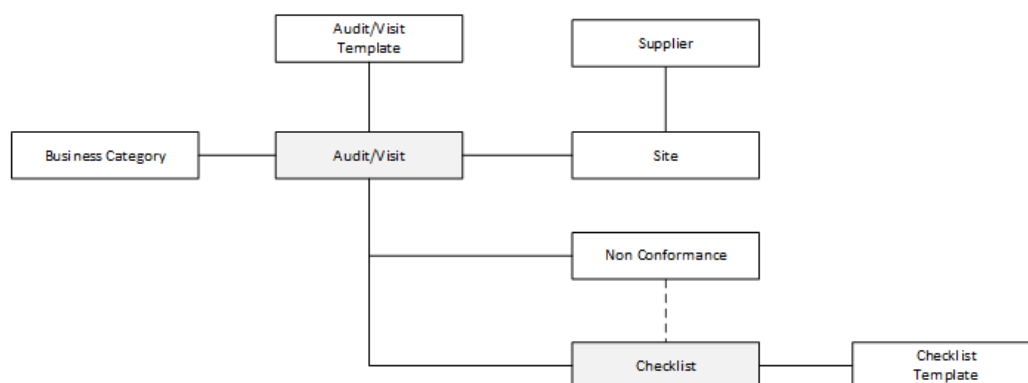 Audit/Visit
Template
Supplier
Business Category
Audit/Visit
Site
Non Conformance
Checklist
Checklist
Template